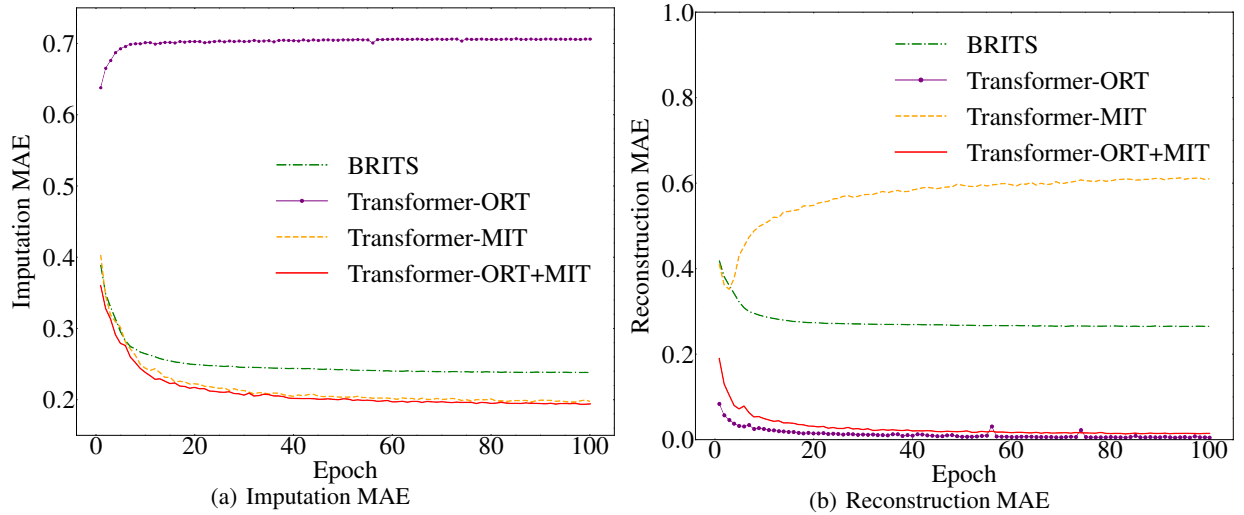 0.7
0.6
0.5
0.4
0.3
0.2
Imputation MAE
BRITS
Transformer-ORT
Transformer-MIT
Transformer-ORT+MIT
0 20 40 60 80 100
Epoch
(a) Imputation MAE
1.0
0.8
0.6
0.4
0.2
0.0
Reconstruction MAE
BRITS
Transformer-ORT
Transformer-MIT
Transformer-ORT+MIT
0 20 40 60 80 100
Epoch
(b) Reconstruction MAE